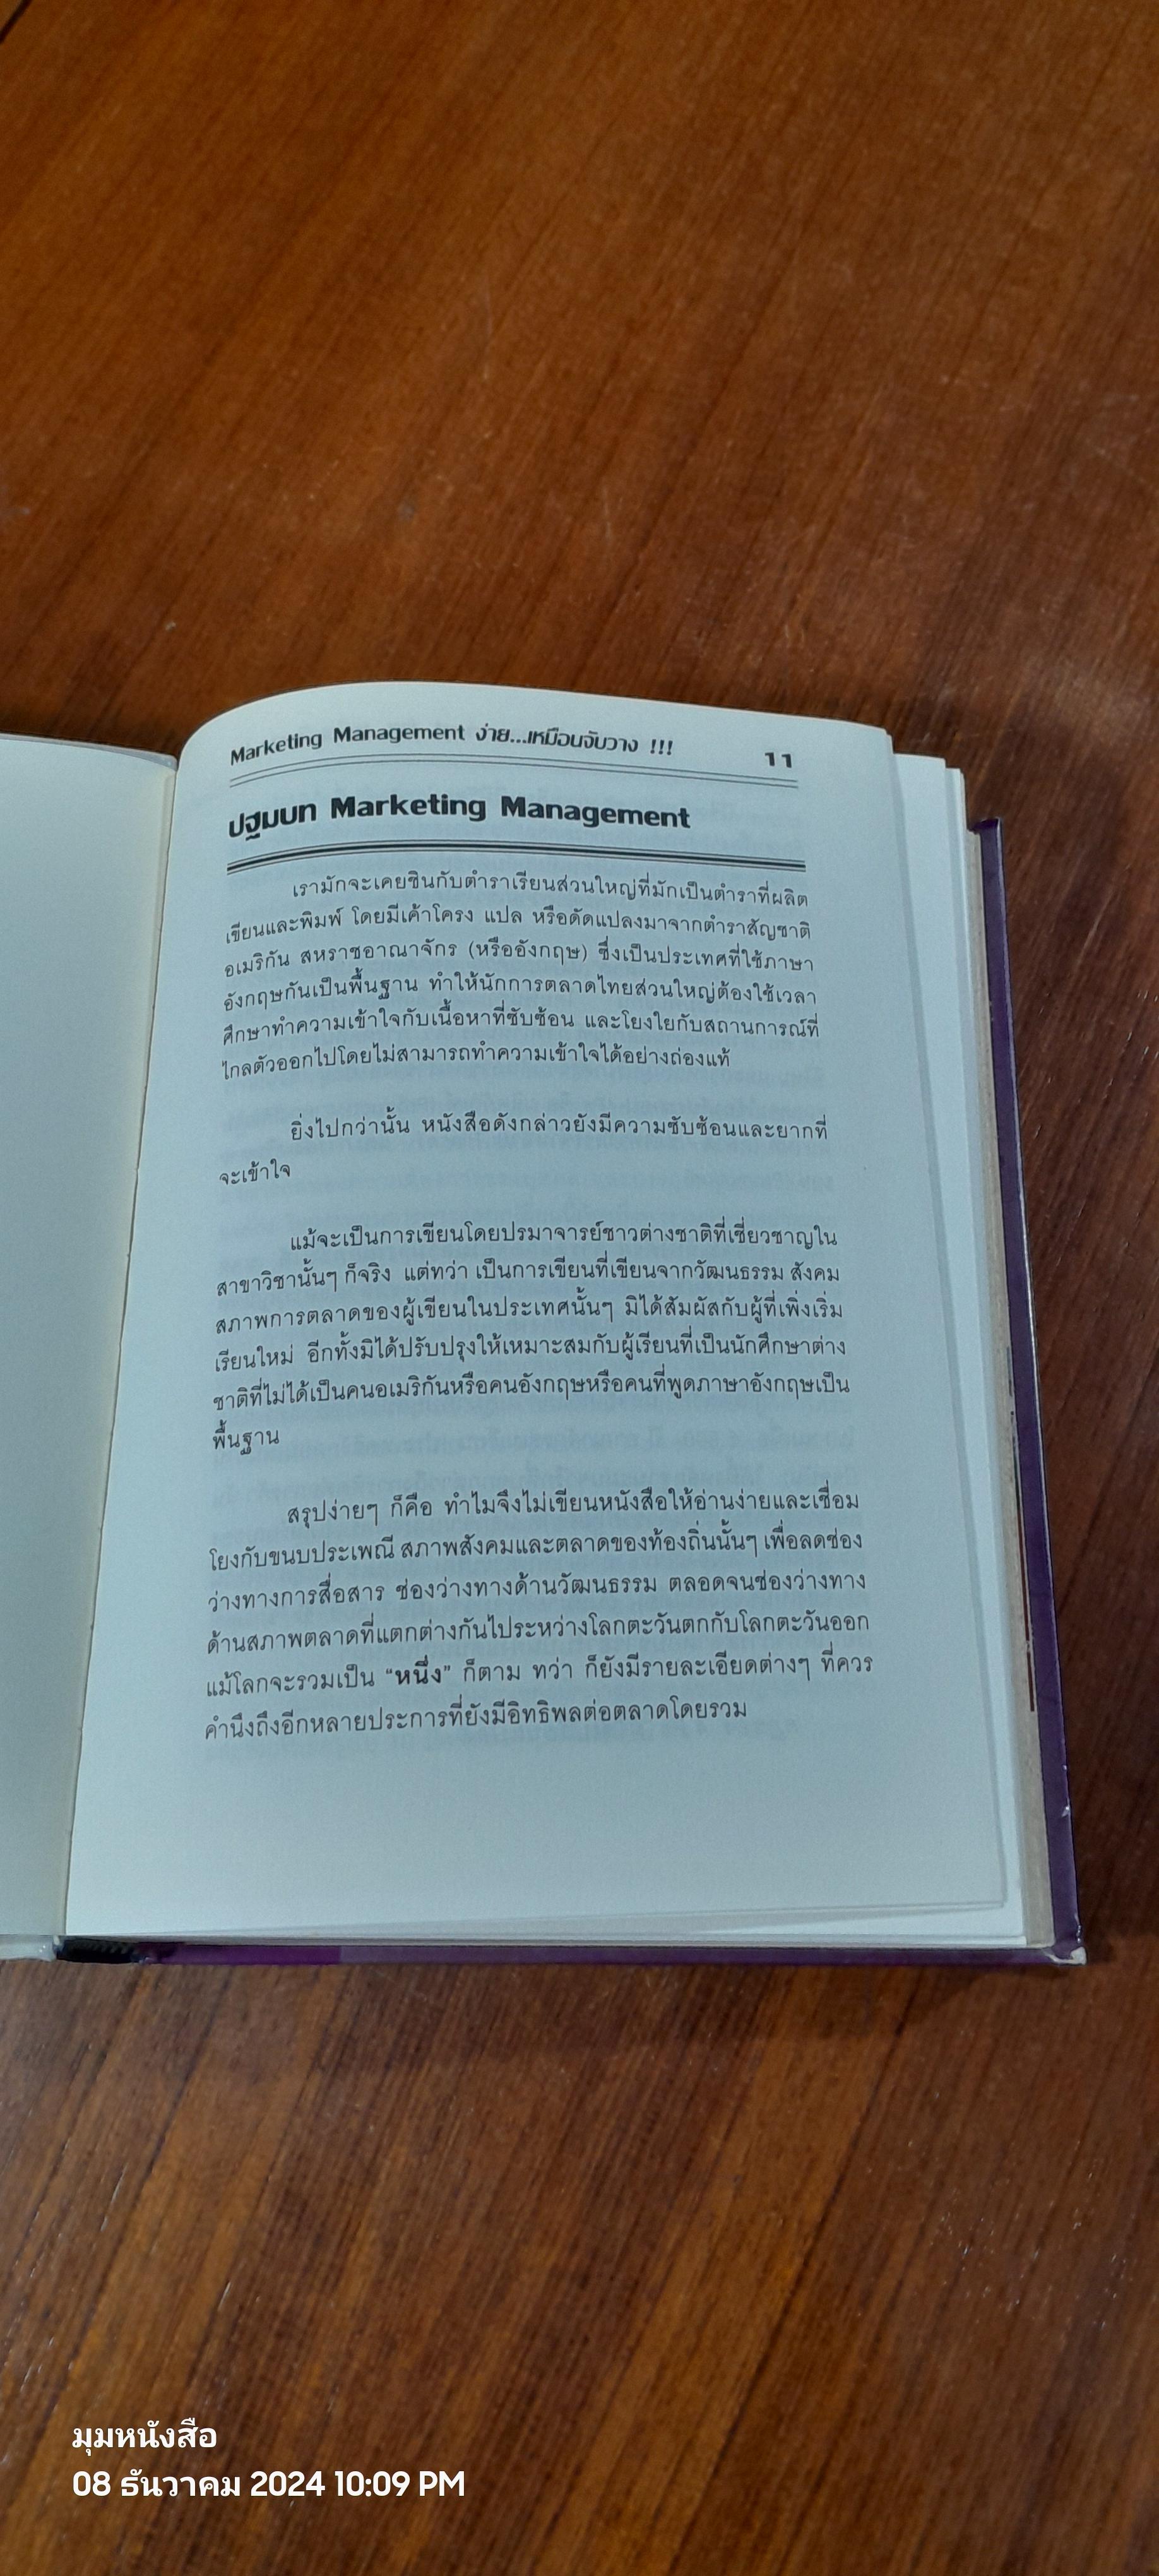 Marketing Management ง่าย...เหมือนจับวาง !!! 11
ปฐมบท Marketing Management
เรามักจะเคยชินกับตำราเรียนส่วนใหญ่ที่มักเป็นตำราที่ผลิต
เขียนและพิมพ์ โดยมีเค้าโครง แปล หรือดัดแปลงมาจากตำราสัญชาติ
อเมริกัน สหราชอาณาจักร (หรืออังกฤษ) ซึ่งเป็นประเทศที่ใช้ภาษา
อังกฤษกันเป็นพื้นฐาน ทำให้นักการตลาดไทยส่วนใหญ่ต้องใช้เวลา
ศึกษาทำความเข้าใจกับเนื้อหาที่ซับซ้อน และโยงใยกับสถานการณ์ที่
ไกลตัวออกไปโดยไม่สามารถทำความเข้าใจได้อย่างถ่องแท้
ยิ่งไปกว่านั้น หนังสือดังกล่าวยังมีความซับซ้อนและยากที่
จะเข้าใจ
แม้จะเป็นการเขียนโดยปรมาจารย์ชาวต่างชาติที่เชี่ยวชาญใน
สาขาวิชานั้นๆ ก็จริง แต่ทว่า เป็นการเขียนที่เขียนจากวัฒนธรรม สังคม
สภาพการตลาดของผู้เขียนในประเทศนั้นๆ มิได้สัมผัสกับผู้ที่เพิ่งเริ่ม
เรียนใหม่ อีกทั้งมิได้ปรับปรุงให้เหมาะสมกับผู้เรียนที่เป็นนักศึกษาต่าง
ชาติที่ไม่ได้เป็นคนอเมริกันหรือคนอังกฤษหรือคนที่พูดภาษาอังกฤษเป็น
พื้นฐาน
สรุปง่ายๆ ก็คือ ทำไมจึงไม่เขียนหนังสือให้อ่านง่ายและเชื่อม
โยงกับขนบประเพณี สภาพสังคมและตลาดของท้องถิ่นนั้นๆ เพื่อลดช่อง
ว่างทางการสื่อสาร ช่องว่างทางด้านวัฒนธรรม ตลอดจนช่องว่างทาง
ด้านสภาพตลาดที่แตกต่างกันไประหว่างโลกตะวันตกกับโลกตะวันออก
แม้โลกจะรวมเป็น “หนึ่ง” ก็ตาม ทว่า ก็ยังมีรายละเอียดต่างๆ ที่ควร
คำนึงถึงอีกหลายประการที่ยังมีอิทธิพลต่อตลาดโดยรวม
มุมหนังสือ
08 ธันวาคม 2024 10:09 PM